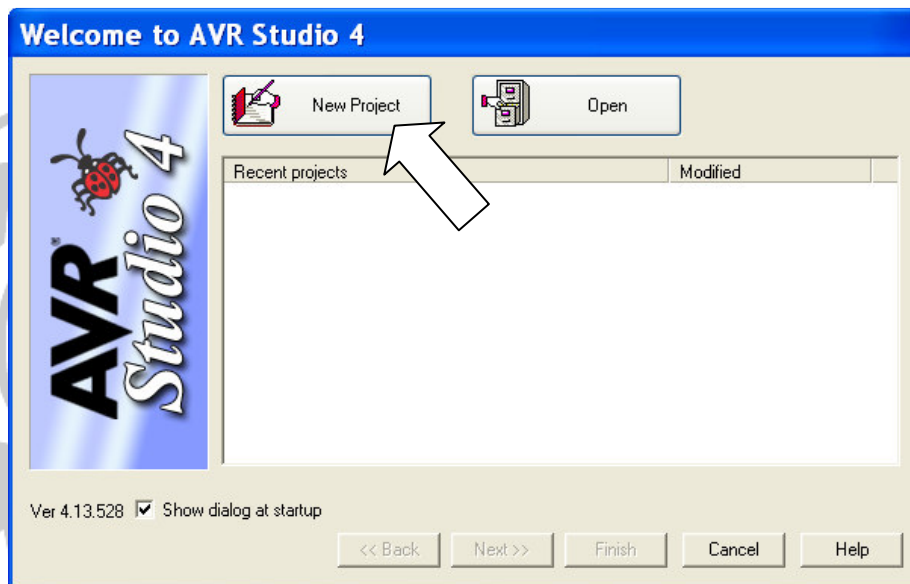 Welcome to AVR Studio 4
New Project Open
AVR Studio 4
Recent projects Modified
Ver 4.13.528 Show dialog at startup
<< Back Next >> Finish Cancel Help